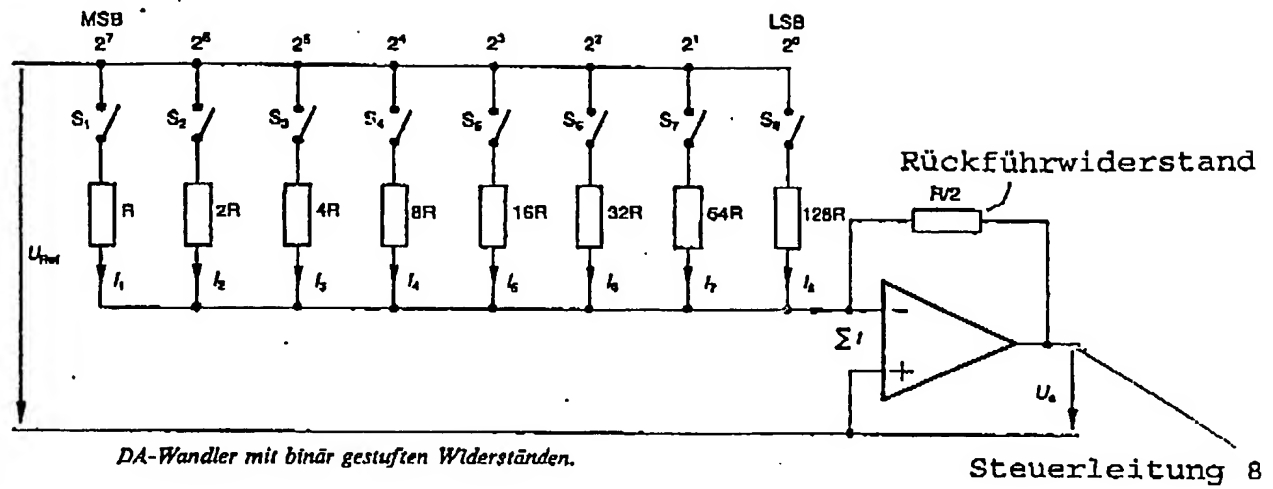 MSB LSB
2⁷ 2⁶ 2⁵ 2⁴ 2³ 2² 2¹ 2⁰
S₁ S₂ S₃ S₄ S₅ S₆ S₇ S₈
Rückführwiderstand
R/2
R 2R 4R 8R 16R 32R 64R 128R
U_Ref
I₁ I₂ I₃ I₄ I₅ I₆ I₇ I₈
−
Σ I
+
Uₐ
DA-Wandler mit binär gestuften Widerständen.
Steuerleitung 8